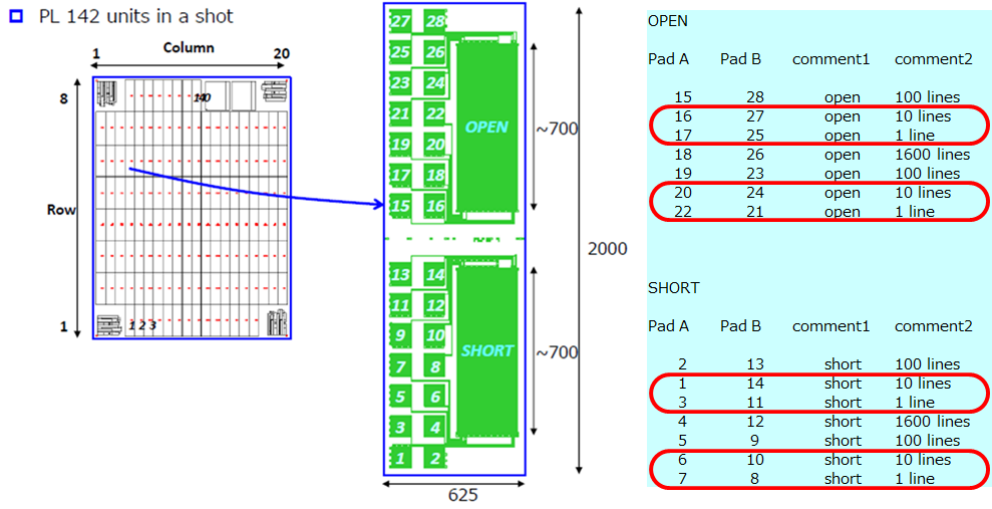 PL 142 units in a shot
Column
1 20
8
140
Row
1
1 2 3
27 28
25 26
23 24
21 22
19 20
17 18
15 16
OPEN
~700
13 14
11 12
9 10
7 8
5 6
3 4
1 2
SHORT
~700
2000
625
OPEN
Pad A Pad B comment1 comment2
15 28 open 100 lines
16 27 open 10 lines
17 25 open 1 line
18 26 open 1600 lines
19 23 open 100 lines
20 24 open 10 lines
22 21 open 1 line
SHORT
Pad A Pad B comment1 comment2
2 13 short 100 lines
1 14 short 10 lines
3 11 short 1 line
4 12 short 1600 lines
5 9 short 100 lines
6 10 short 10 lines
7 8 short 1 line